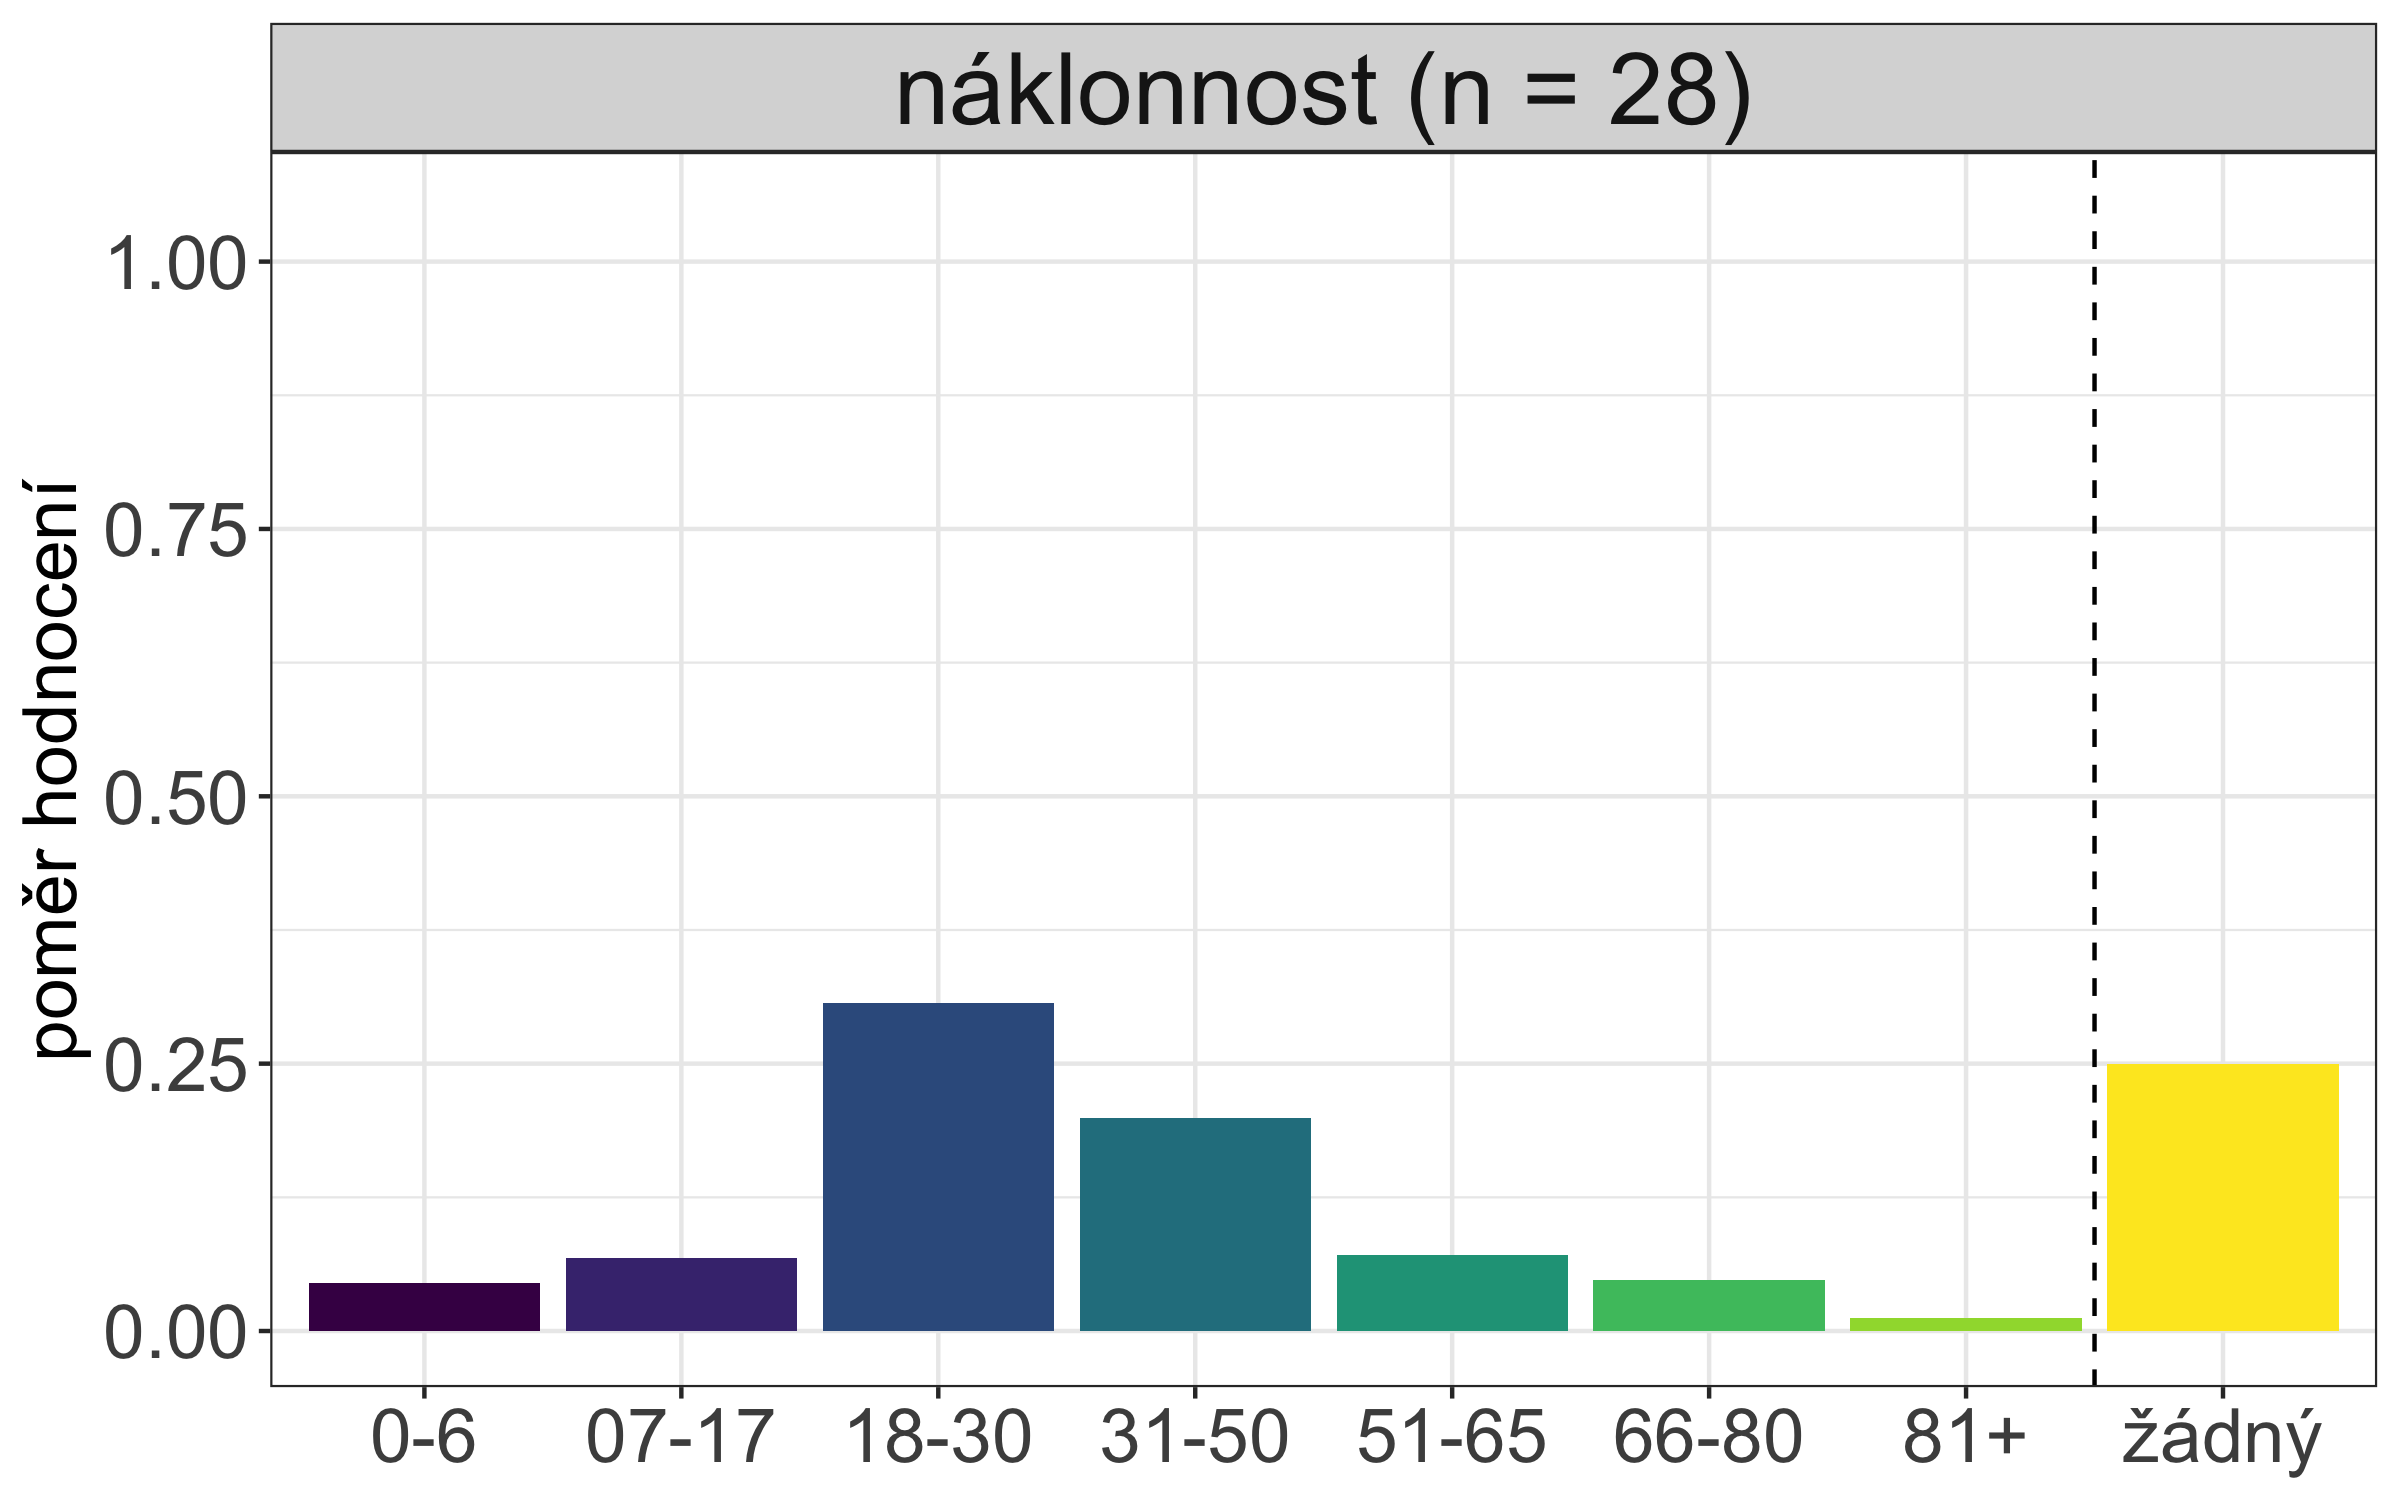 náklonnost (n = 28)
poměr hodnocení
1.00
0.75
0.50
0.25
0.00
0-6 07-17 18-30 31-50 51-65 66-80 81+ žádný